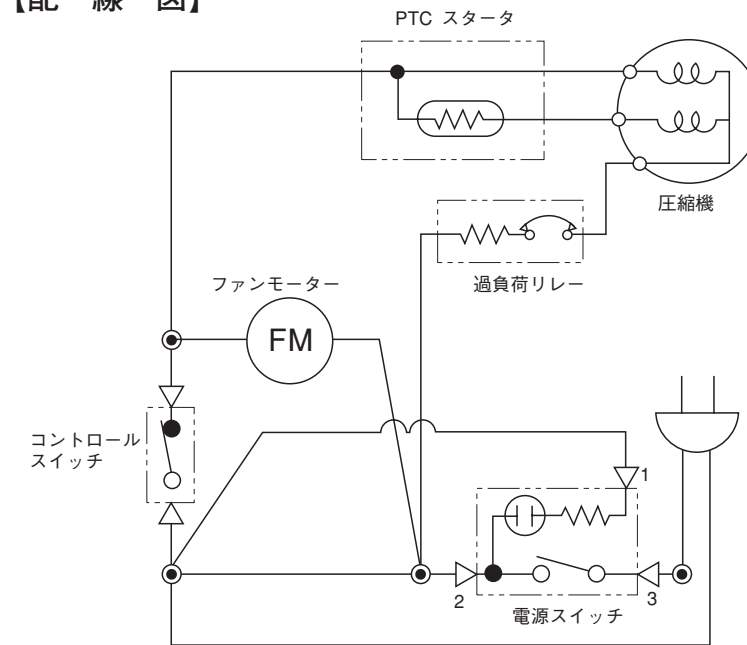 【配　線　図】
PTC スタータ
圧縮機
過負荷リレー
ファンモーター
FM
コントロール
スイッチ
1
2
3
電源スイッチ